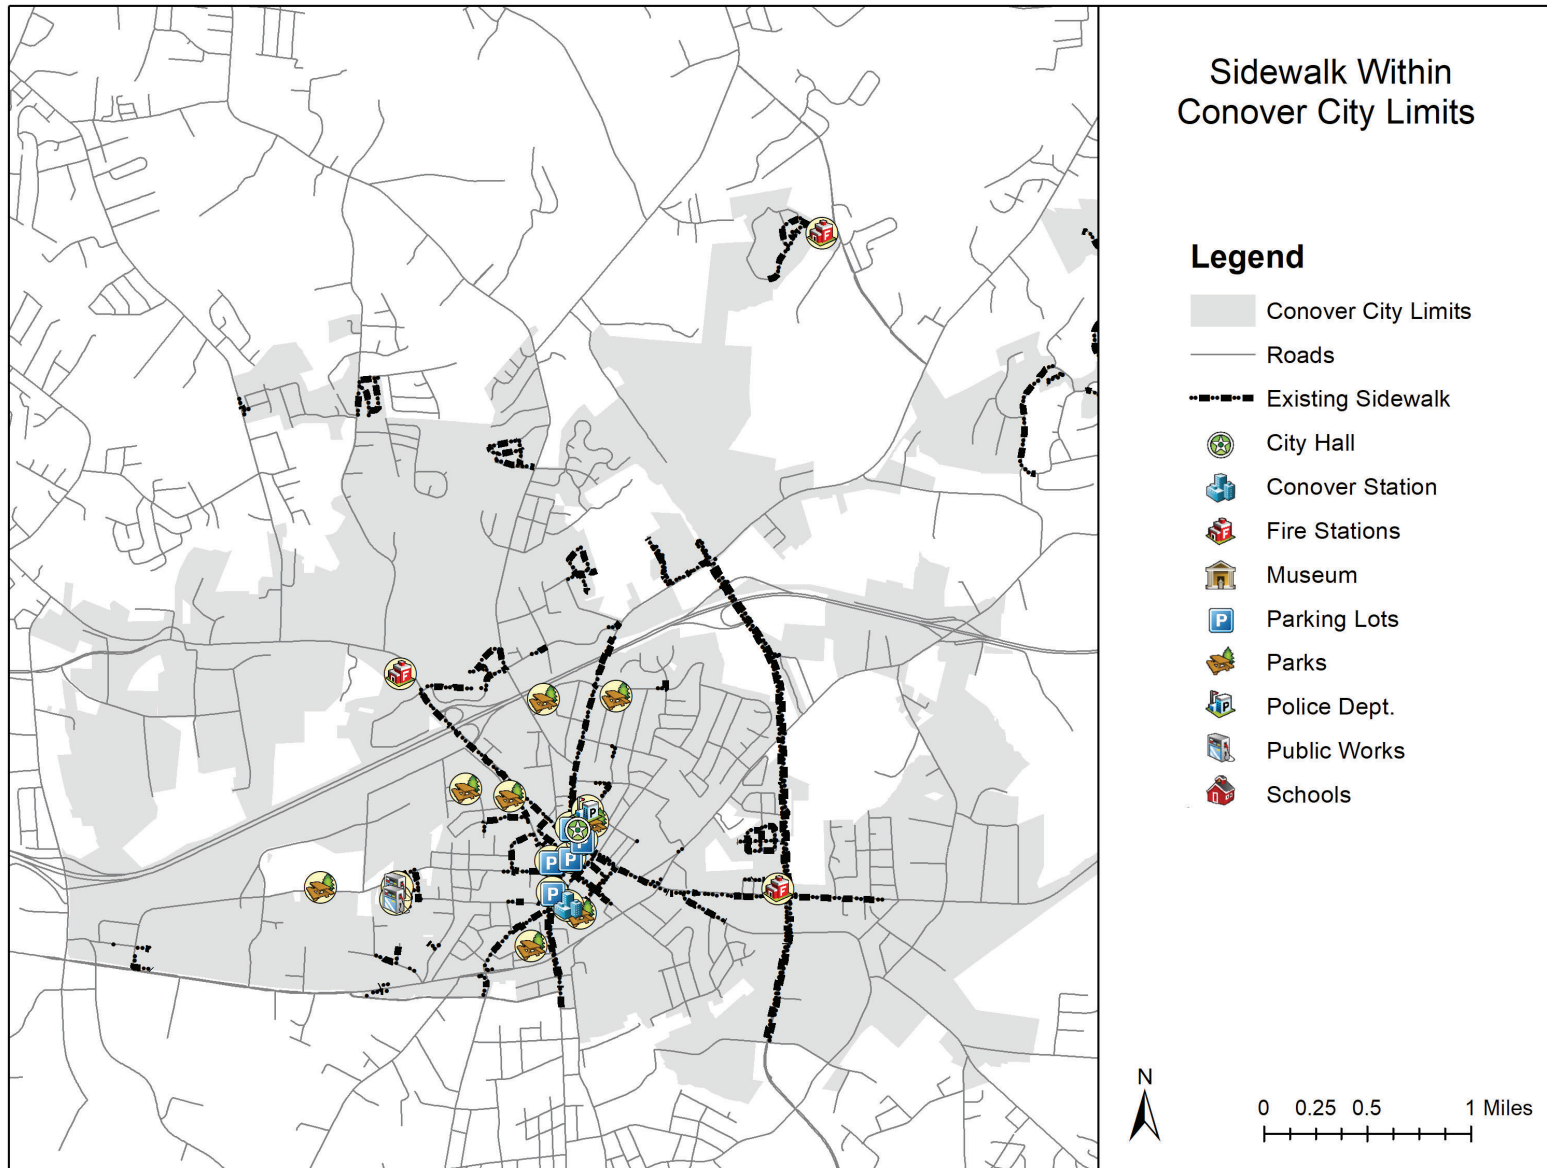 Sidewalk Within
Conover City Limits
Legend
Conover City Limits
Roads
Existing Sidewalk
City Hall
Conover Station
Fire Stations
Museum
Parking Lots
Parks
Police Dept.
Public Works
Schools
N
0 0.25 0.5 1 Miles